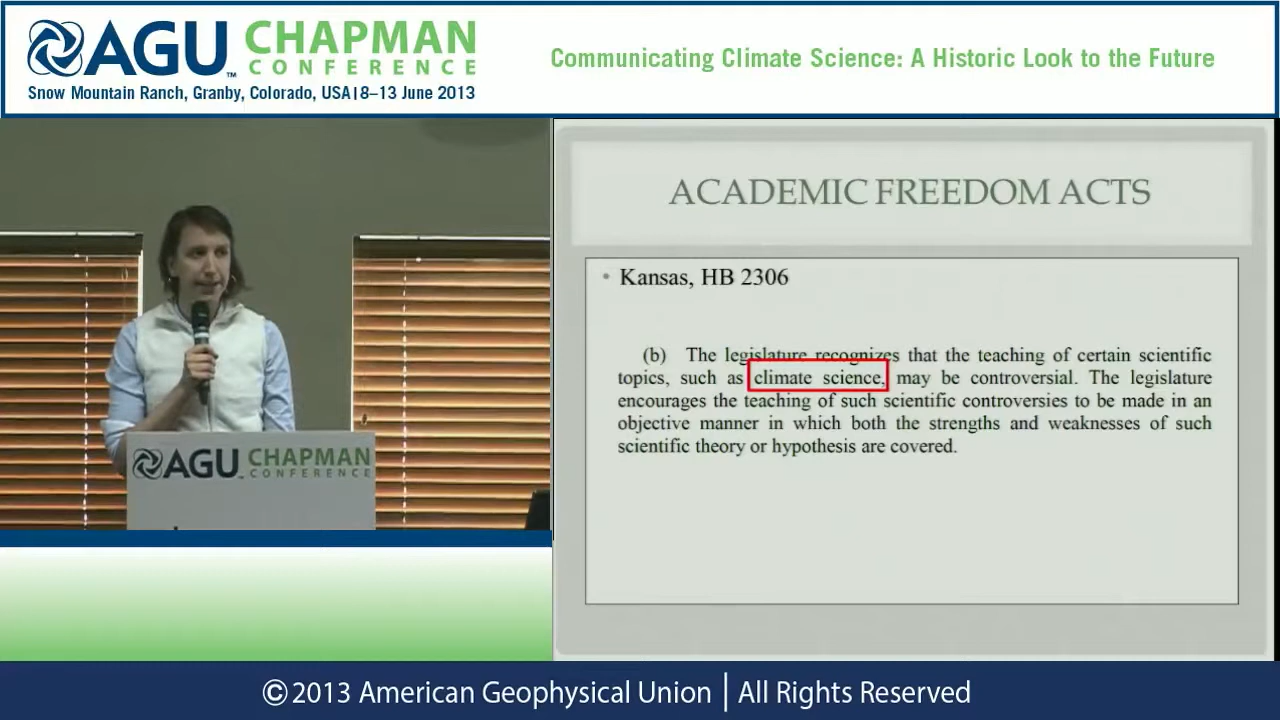 AGU™ CHAPMAN
CONFERENCE
Snow Mountain Ranch, Granby, Colorado, USA|8–13 June 2013
Communicating Climate Science: A Historic Look to the Future
ACADEMIC FREEDOM ACTS
• Kansas, HB 2306
(b) The legislature recognizes that the teaching of certain scientific
topics, such as climate science, may be controversial. The legislature
encourages the teaching of such scientific controversies to be made in an
objective manner in which both the strengths and weaknesses of such
scientific theory or hypothesis are covered.
AGU CHAPMAN
CONFERENCE
©2013 American Geophysical Union | All Rights Reserved